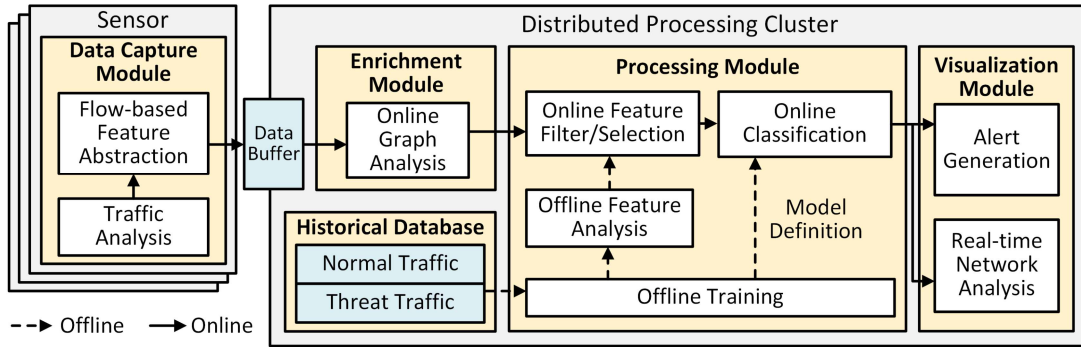 Sensor
Data Capture
Module
Flow-based
Feature
Abstraction
Traffic
Analysis
Data
Buffer
Distributed Processing Cluster
Enrichment
Module
Online
Graph
Analysis
Historical Database
Normal Traffic
Threat Traffic
Processing Module
Online Feature
Filter/Selection
Online
Classification
Offline Feature
Analysis
Model
Definition
Offline Training
Visualization
Module
Alert
Generation
Real-time
Network
Analysis
Offline
Online